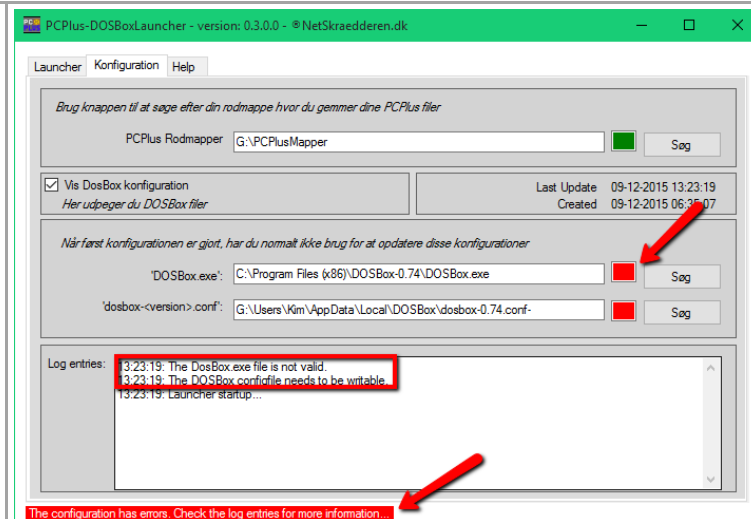 PCPlus-DOSBoxLauncher - version: 0.3.0.0 - ®NetSkraedderen.dk
Launcher Konfiguration Help
Brug knappen til at søge efter din rodmappe hvor du gemmer dine PCPlus filer
PCPlus Rodmapper G:\PCPlusMapper Søg
Vis DosBox konfiguration
Her udpeger du DOSBox filer
Last Update 09-12-2015 13:23:19
Created 09-12-2015 06:35:07
Når først konfigurationen er gjort, har du normalt ikke brug for at opdatere disse konfigurationer
'DOSBox.exe': C:\Program Files (x86)\DOSBox-0.74\DOSBox.exe Søg
'dosbox-<version>.conf': G:\Users\Kim\AppData\Local\DOSBox\dosbox-0.74.conf- Søg
Log entries:
13:23:19: The DosBox.exe file is not valid.
13:23:19: The DOSBox configfile needs to be writable.
13:23:19: Launcher startup...
The configuration has errors. Check the log entries for more information...